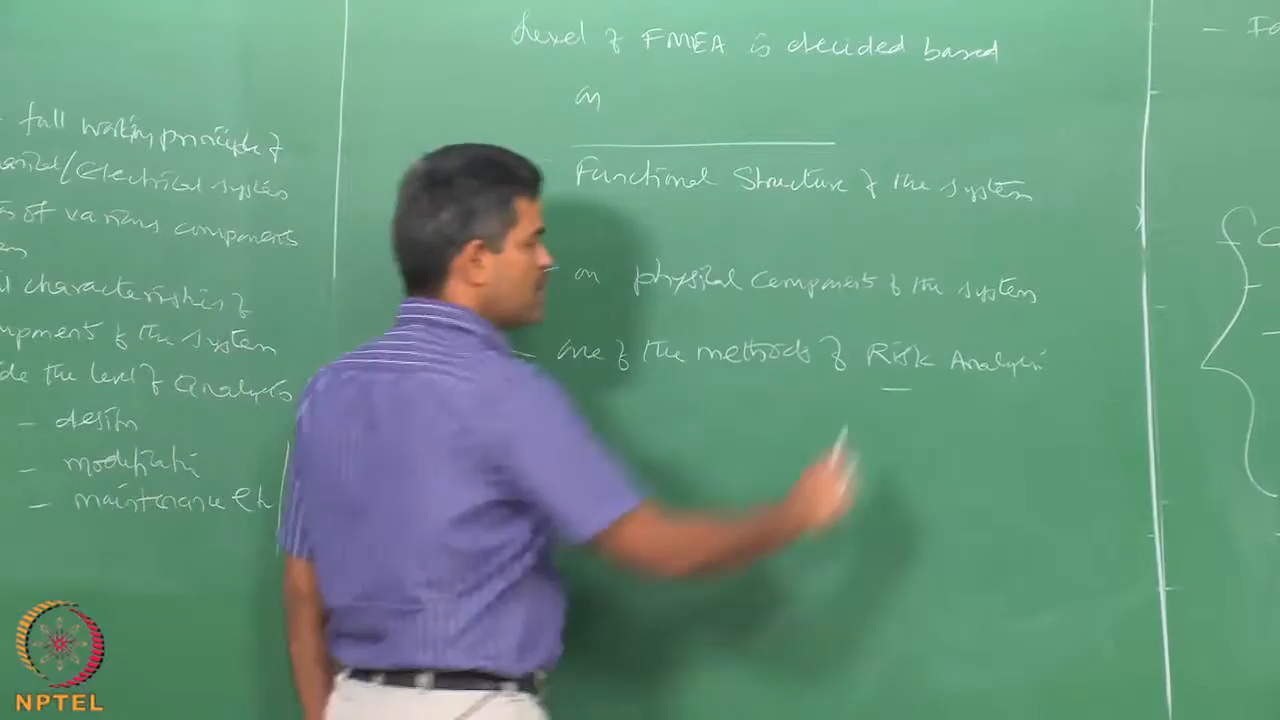 full working principle of
/Electrical system
of various components
characteristics of
of the system
the level of analysis
- design
- modification
- maintenance etc
Level of FMEA is decided based
on
Functional Structure of the system
- on physical component of the system
- one of the methods of Risk Analysis
-
NPTEL